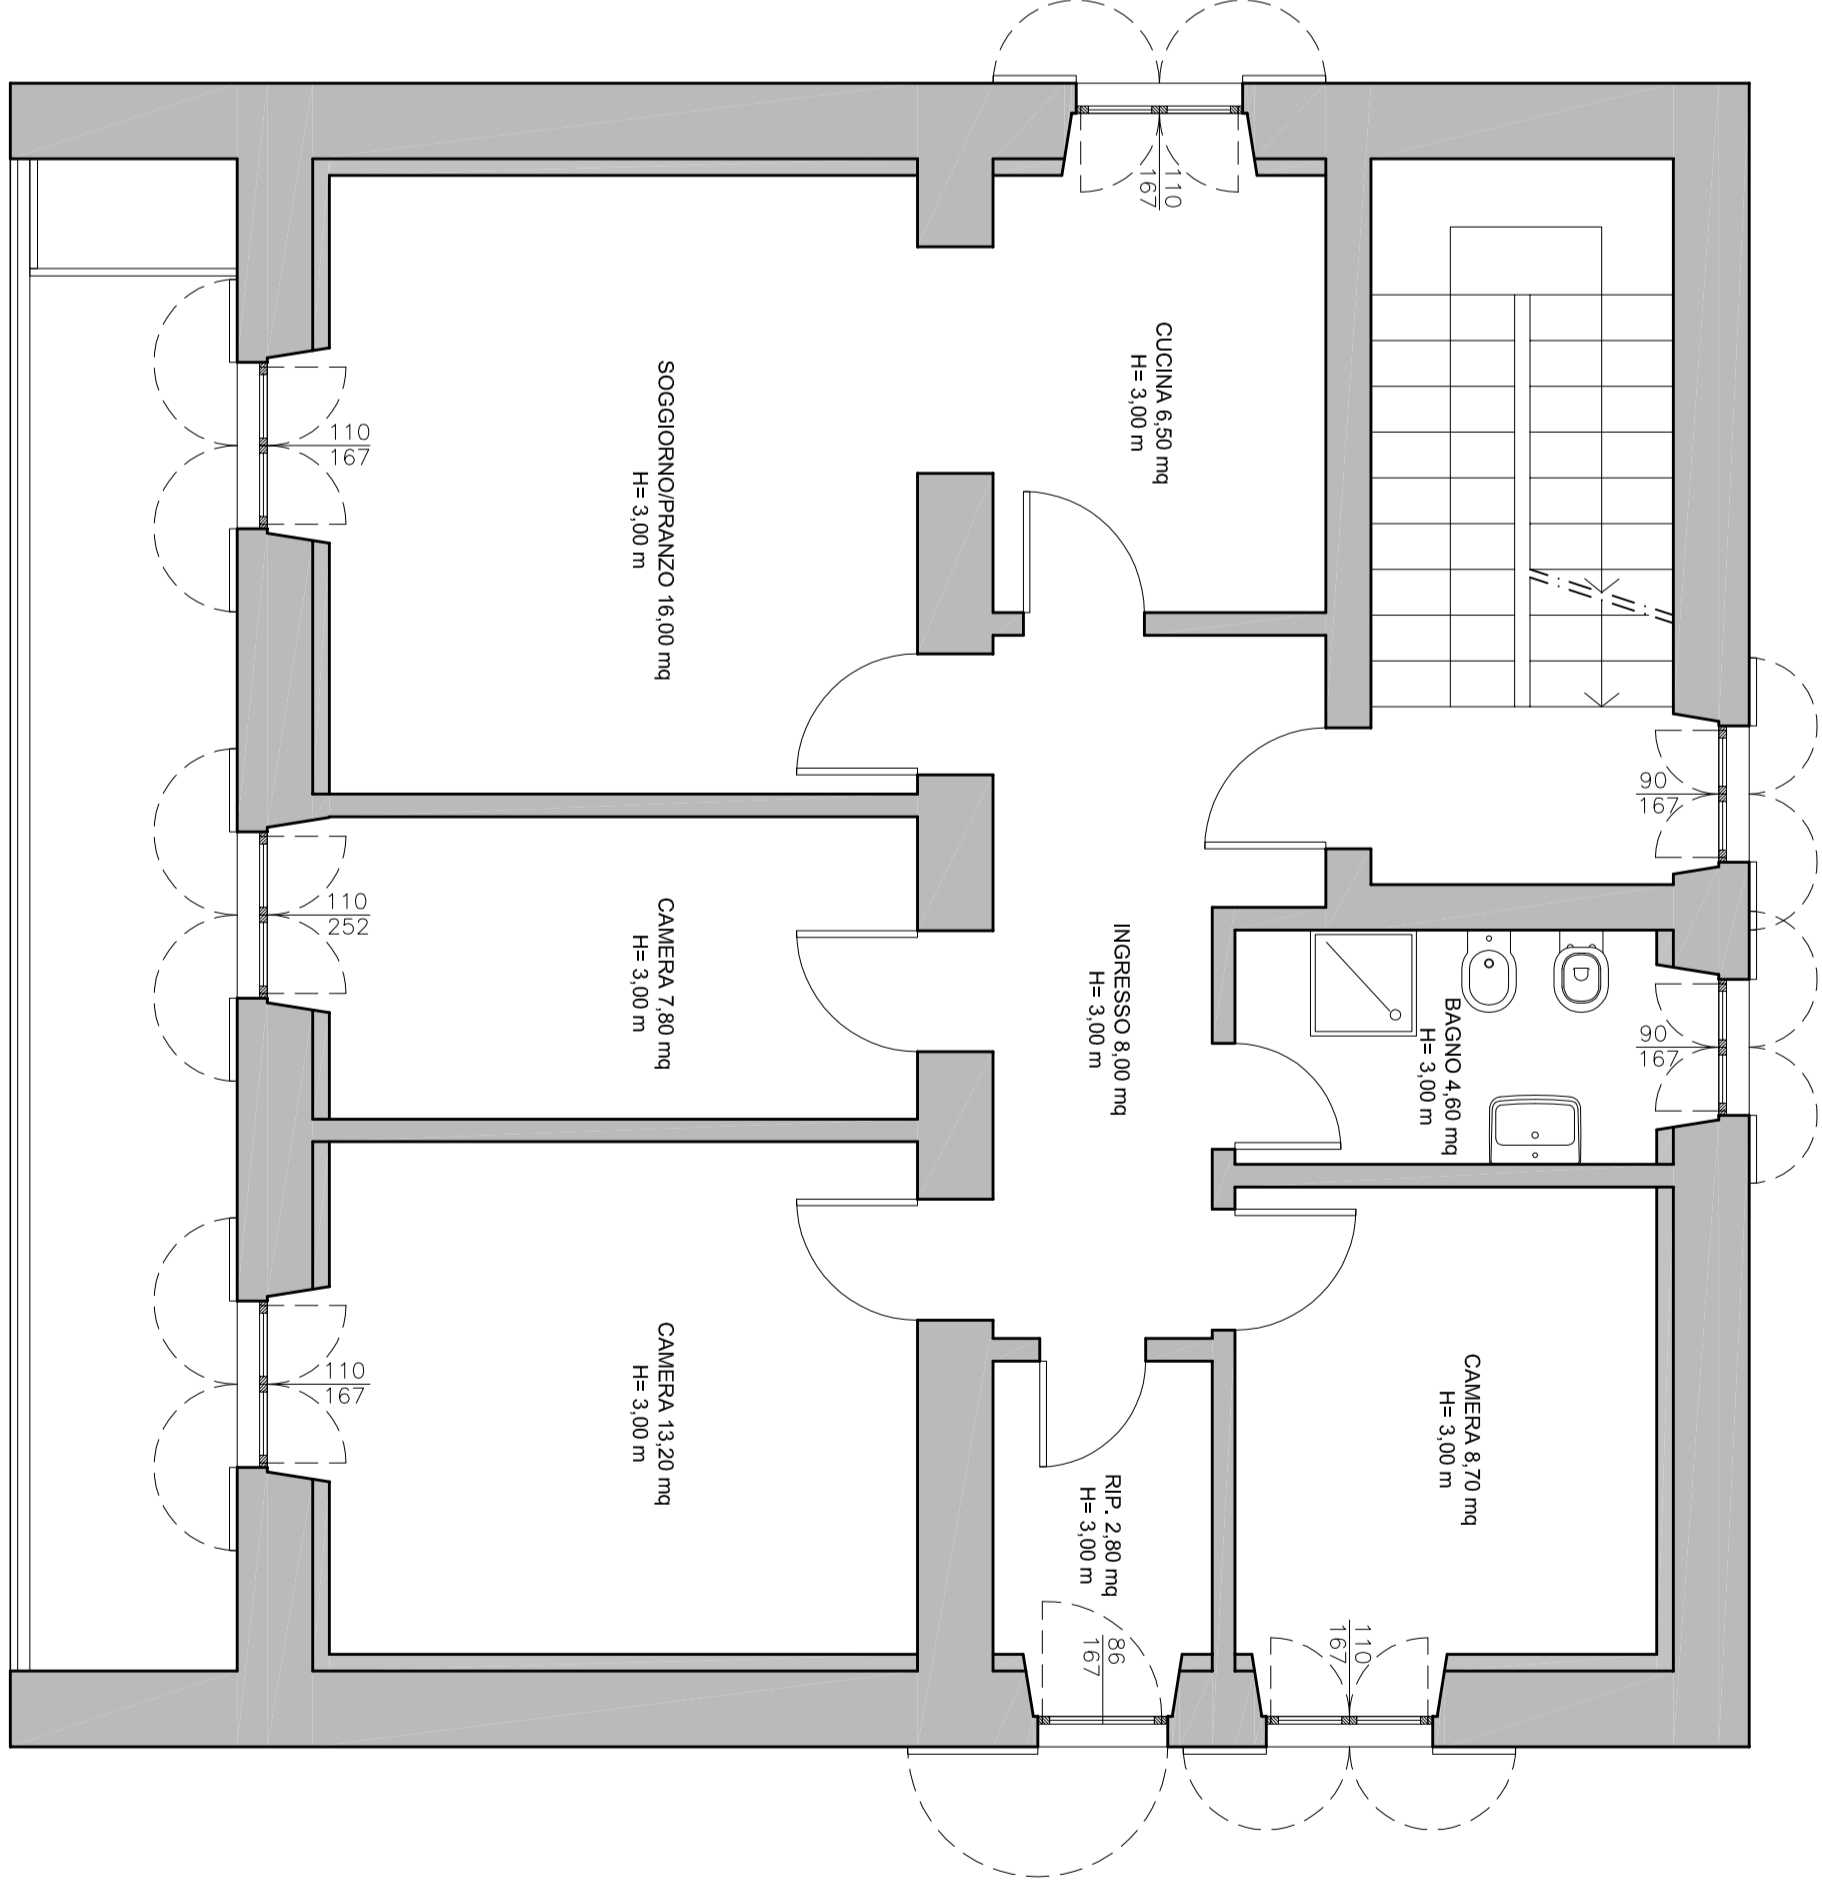 110
167
CUCINA 6,50 mq
H= 3,00 m
SOGGIORNO/PRANZO 16,00 mq
H= 3,00 m
110
167
90
167
CAMERA 7,80 mq
H= 3,00 m
110
252
INGRESSO 8,00 mq
H= 3,00 m
BAGNO 4,60 mq
H= 3,00 m
90
167
CAMERA 13,20 mq
H= 3,00 m
110
167
CAMERA 8,70 mq
H= 3,00 m
RIP. 2,80 mq
H= 3,00 m
86
167
110
167